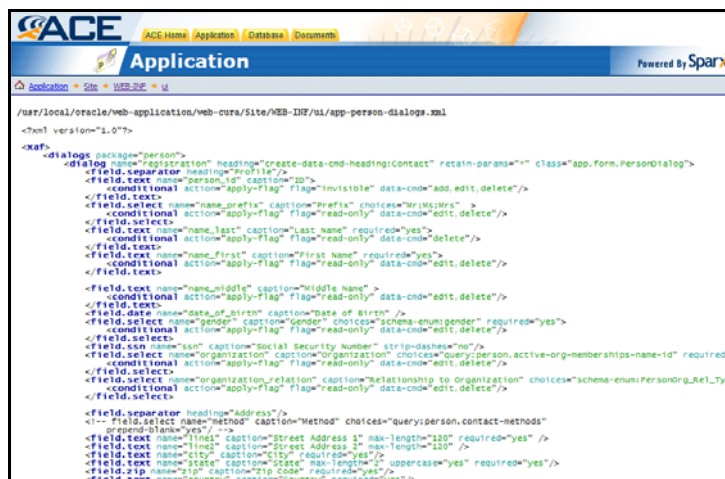 ACE
ACE Home Application Database Documents
Application
Powered By Sparx
Application Site WEB-INF ui
/usr/local/oracle/web-application/web-cura/Site/WEB-INF/ui/app-person-dialogs.xml
<?xml version="1.0"?>
<xaf>
<dialogs package="person">
<dialog name="registration" heading="create-data-cmd-heading:Contact" retain-params="*" class="app.form.PersonDialog">
<field.separator heading="Profile"/>
<field.text name="person_id" caption="ID">
<conditional action="apply-flag" flag="invisible" data-cmd="add,edit,delete"/>
</field.text>
<field.select name="name_prefix" caption="Prefix" choices="Mr;Ms;Mrs" >
<conditional action="apply-flag" flag="read-only" data-cmd="edit,delete"/>
</field.select>
<field.text name="name_last" caption="Last Name" required="yes">
<conditional action="apply-flag" flag="read-only" data-cmd="delete"/>
</field.text>
<field.text name="name_first" caption="First Name" required="yes">
<conditional action="apply-flag" flag="read-only" data-cmd="edit,delete"/>
</field.text>
<field.text name="name_middle" caption="Middle Name" >
<conditional action="apply-flag" flag="read-only" data-cmd="edit,delete"/>
</field.text>
<field.date name="date_of_birth" caption="Date of Birth" />
<field.select name="gender" caption="Gender" choices="schema-enum:gender" required="yes">
<conditional action="apply-flag" flag="read-only" data-cmd="edit,delete"/>
</field.select>
<field.ssn name="ssn" caption="Social Security Number" strip-dashes="no"/>
<field.select name="organization" caption="Organization" choices="query:person.active-org-memberships-name-id" required
<conditional action="apply-flag" flag="read-only" data-cmd="edit,delete"/>
</field.select>
<field.select name="organization_relation" caption="Relationship to Organization" choices="schema-enum:PersonOrg_Rel_Ty
<conditional action="apply-flag" flag="read-only" data-cmd="edit,delete"/>
</field.select>
<field.separator heading="Address"/>
<!-- field.select name="method" caption="Method" choices="query:person.contact-methods"
prepend-blank="yes"/ -->
<field.text name="line1" caption="Street Address 1" max-length="120" required="yes" />
<field.text name="line2" caption="Street Address 2" max-length="120" />
<field.text name="city" caption="City" required="yes"/>
<field.text name="state" caption="State" max-length="2" uppercase="yes" required="yes"/>
<field.zip name="zip" caption="Zip Code" required="yes"/>
<field.text name="country" caption="Country" required="yes"/>